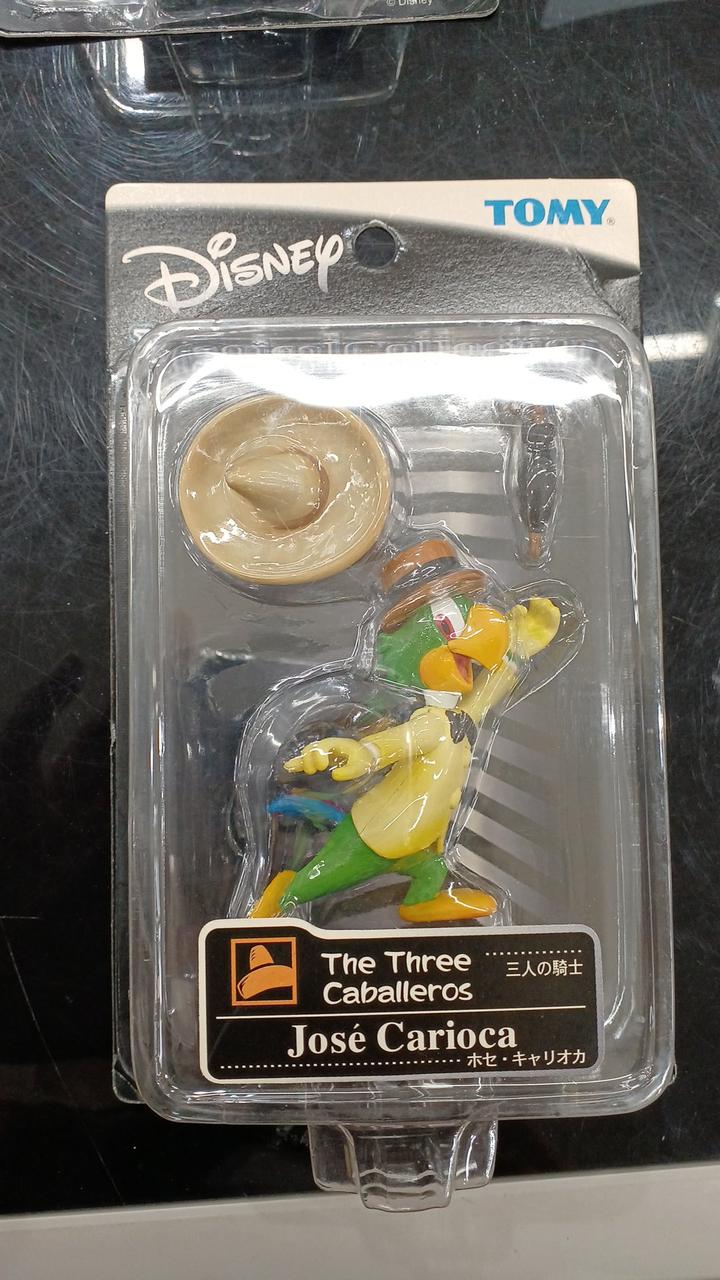 © Disney
TOMY®
Disney
The Three
三人の騎士
Caballeros
José Carioca
ホセ・キャリオカ